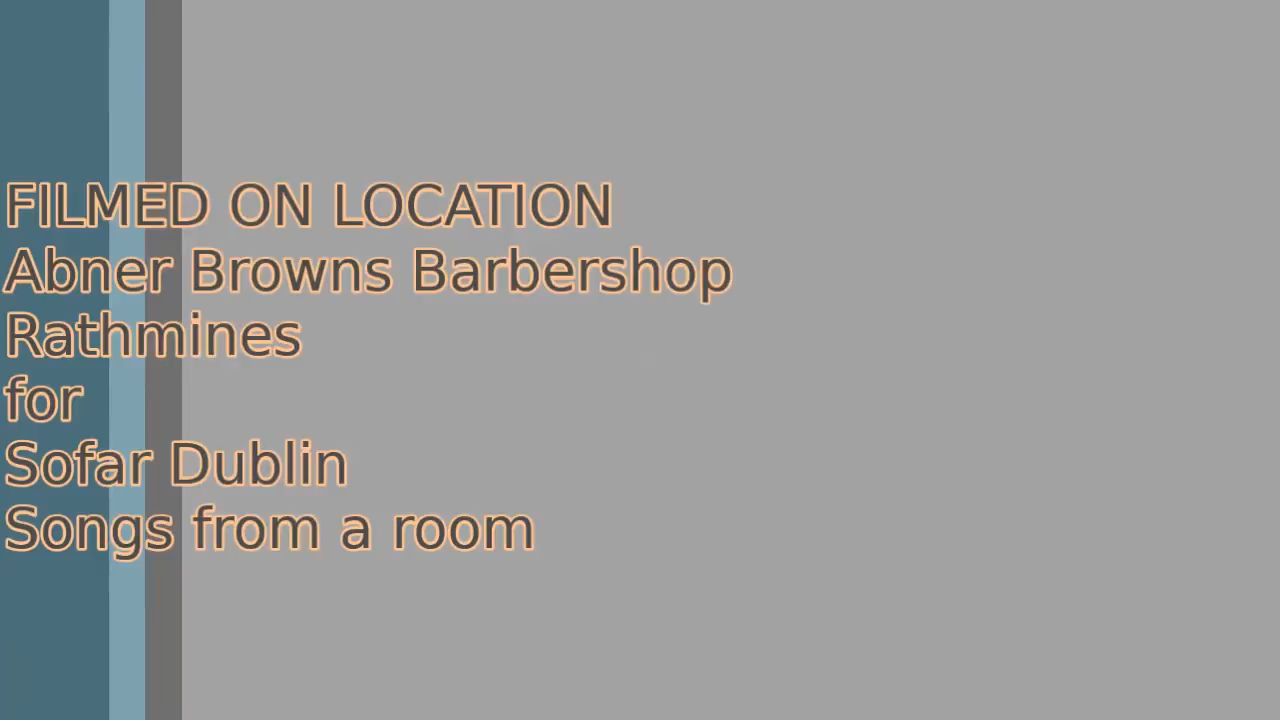 FILMED ON LOCATION
Abner Browns Barbershop
Rathmines
for
Sofar Dublin
Songs from a room